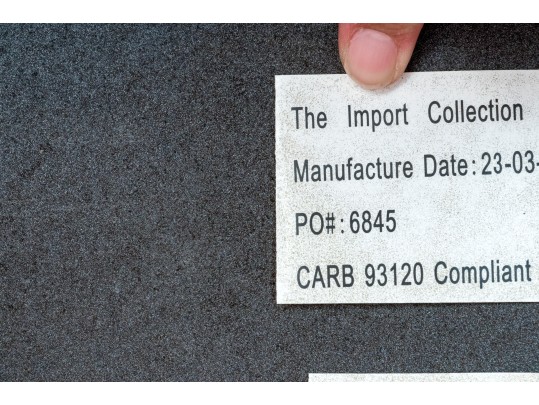 The Import Collection
Manufacture Date: 23-03-
PO#: 6845
CARB 93120 Compliant